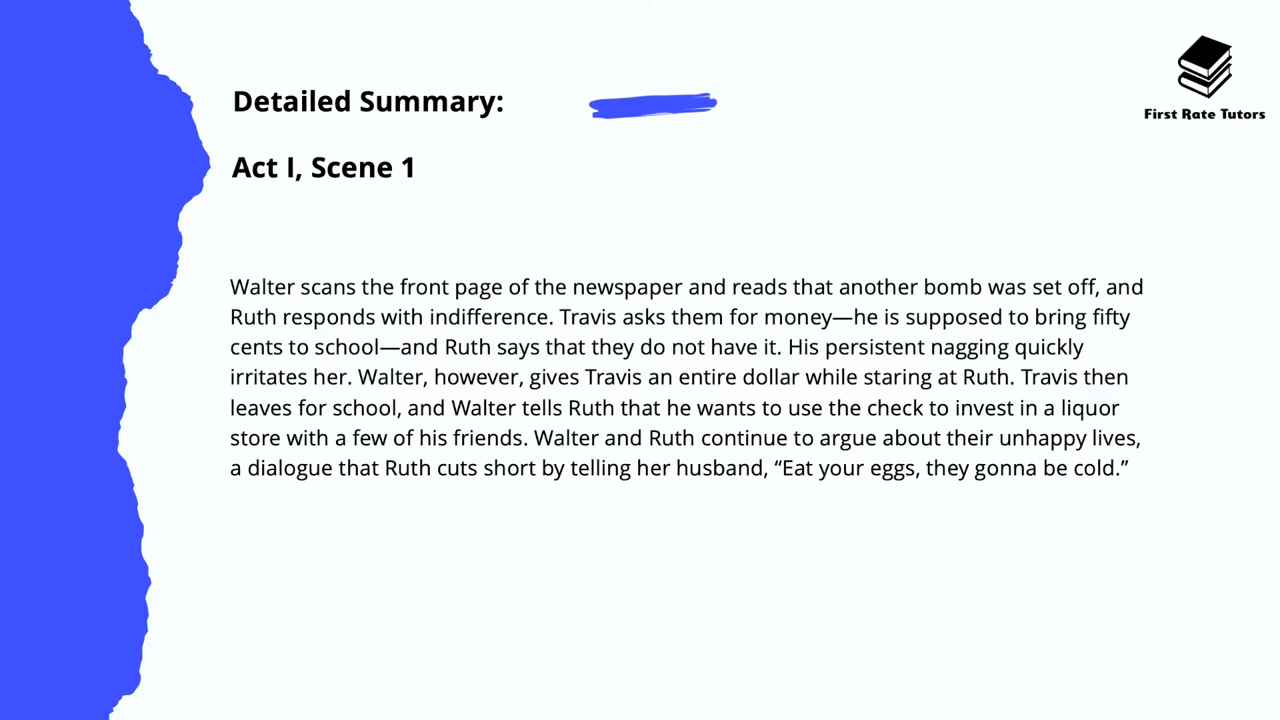 First Rate Tutors
Detailed Summary:
Act I, Scene 1
Walter scans the front page of the newspaper and reads that another bomb was set off, and
Ruth responds with indifference. Travis asks them for money—he is supposed to bring fifty
cents to school—and Ruth says that they do not have it. His persistent nagging quickly
irritates her. Walter, however, gives Travis an entire dollar while staring at Ruth. Travis then
leaves for school, and Walter tells Ruth that he wants to use the check to invest in a liquor
store with a few of his friends. Walter and Ruth continue to argue about their unhappy lives,
a dialogue that Ruth cuts short by telling her husband, “Eat your eggs, they gonna be cold.”